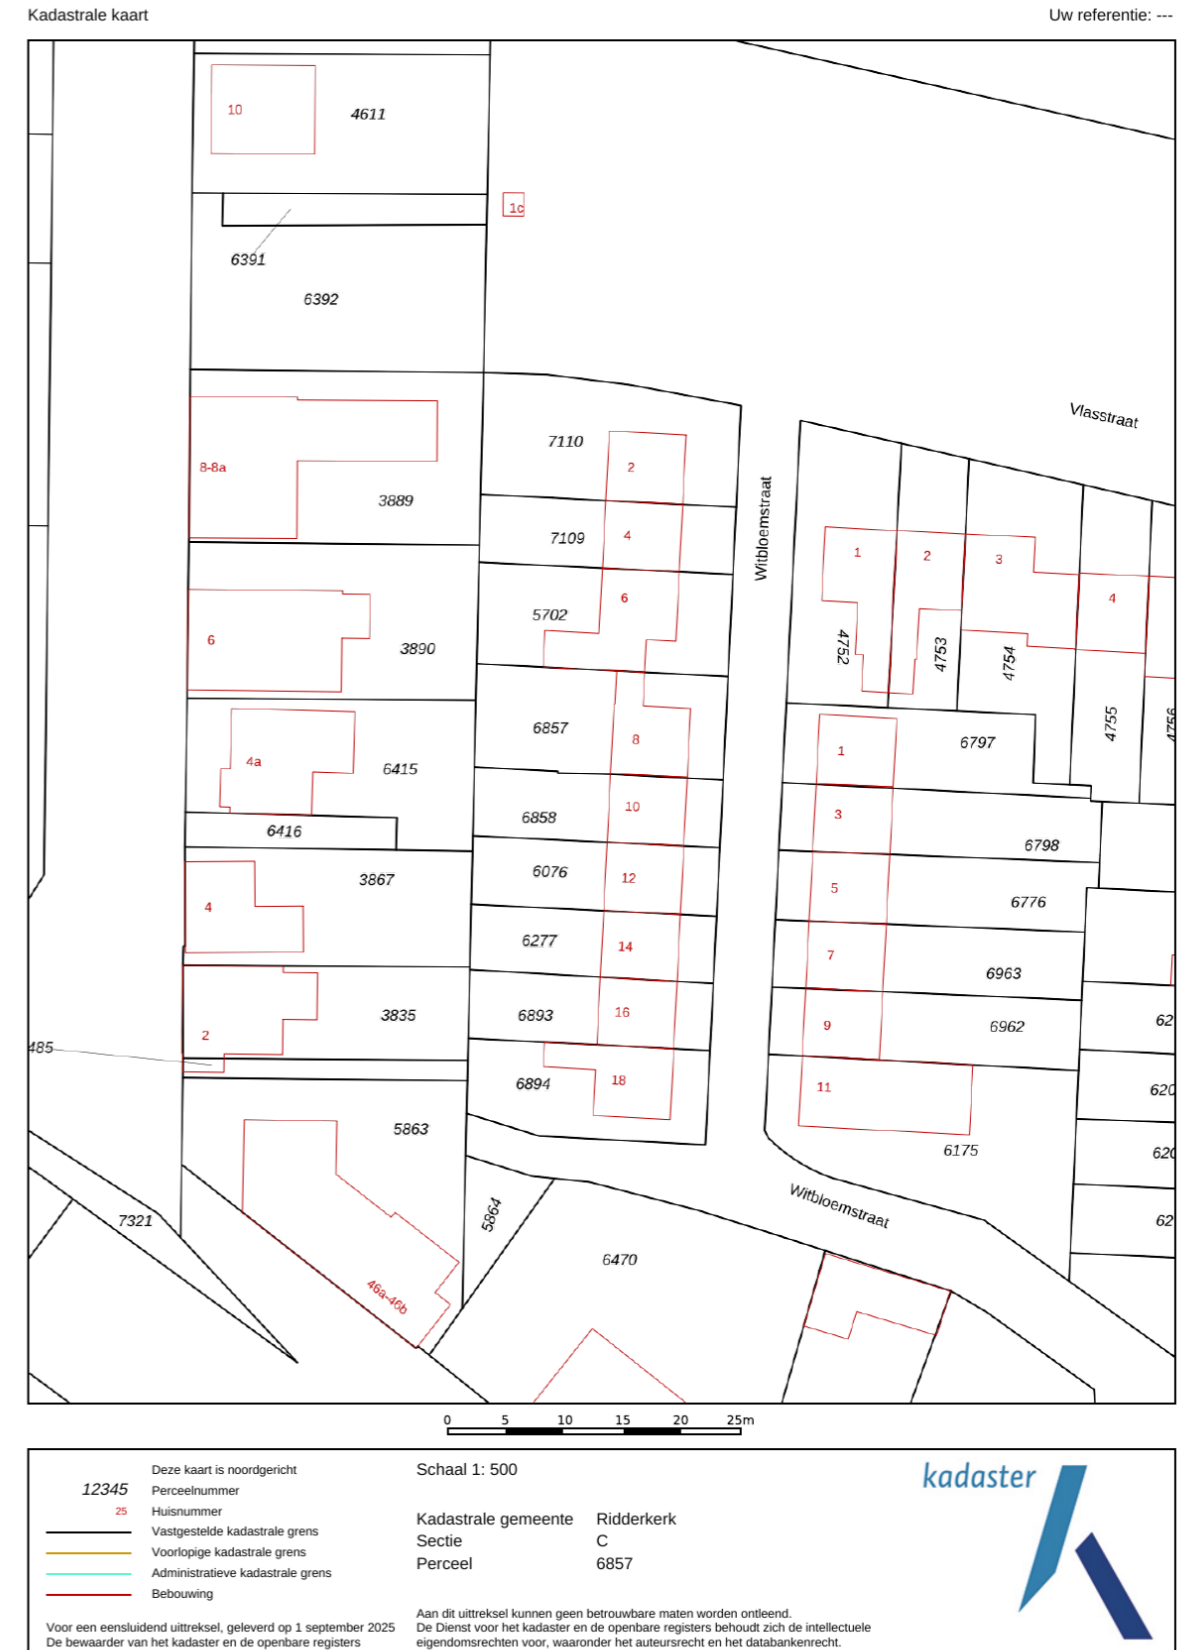 Kadastrale kaart
Uw referentie: ---
10
4611
1c
6391
6392
Vlasstraat
8-8a
3889
7110
2
7109
4
Witbloemstraat
1
2
3
4
4752
4753
4754
4755
4756
6
3890
5702
6
6857
8
1
6797
4a
6415
6416
6858
10
3
6798
3867
4
6076
12
5
6776
6277
14
7
6963
2
3835
6893
16
9
6962
62
485
6894
18
11
620
5863
6175
620
62
7321
5864
Witbloemstraat
6470
46a-46b
0 5 10 15 20 25m
Deze kaart is noordgericht
12345 Perceelnummer
25 Huisnummer
Vastgestelde kadastrale grens
Voorlopige kadastrale grens
Administratieve kadastrale grens
Bebouwing
Voor een eensluidend uittreksel, geleverd op 1 september 2025
De bewaarder van het kadaster en de openbare registers
Schaal 1: 500
Kadastrale gemeente Ridderkerk
Sectie C
Perceel 6857
Aan dit uittreksel kunnen geen betrouwbare maten worden ontleend.
De Dienst voor het kadaster en de openbare registers behoudt zich de intellectuele
eigendomsrechten voor, waaronder het auteursrecht en het databankenrecht.
kadaster